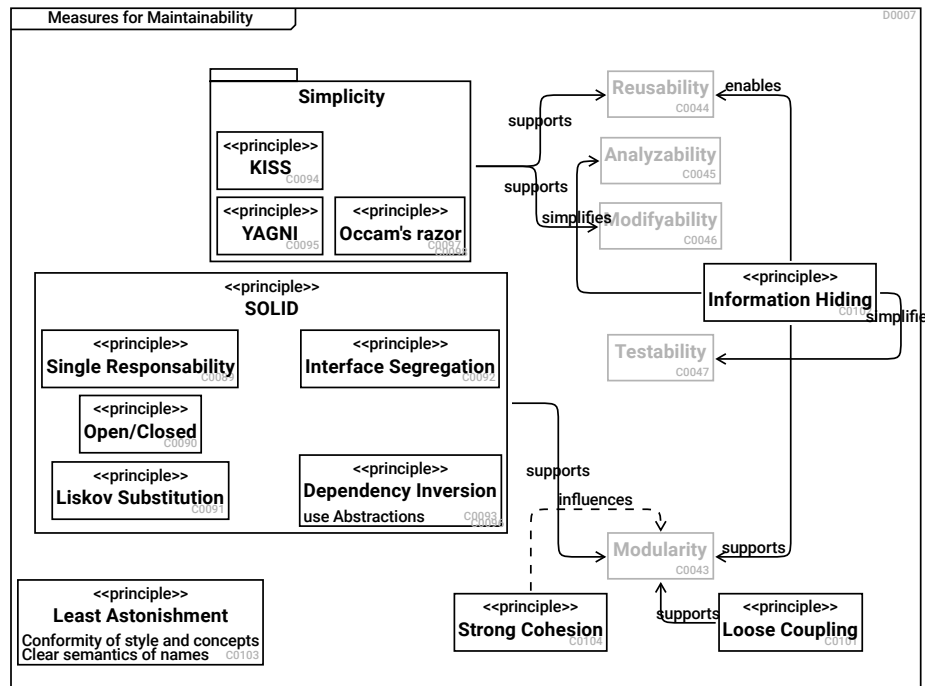 Measures for Maintainability
D0007
Simplicity
<<principle>>
KISS
C0094
<<principle>>
YAGNI
C0095
<<principle>>
Occam's razor
C0097
supports
supports
simplifies
enables
Reusability
C0044
Analyzability
C0045
Modifyability
C0046
<<principle>>
Information Hiding
simplifie
Testability
C0047
<<principle>>
SOLID
<<principle>>
Single Responsability
C0089
<<principle>>
Interface Segregation
C0092
<<principle>>
Open/Closed
C0090
<<principle>>
Liskov Substitution
C0091
<<principle>>
Dependency Inversion
use Abstractions
C0093
supports
influences
Modularity
C0043
supports
<<principle>>
Least Astonishment
Conformity of style and concepts
Clear semantics of names
C0103
<<principle>>
Strong Cohesion
C0104
supports
<<principle>>
Loose Coupling
C0101